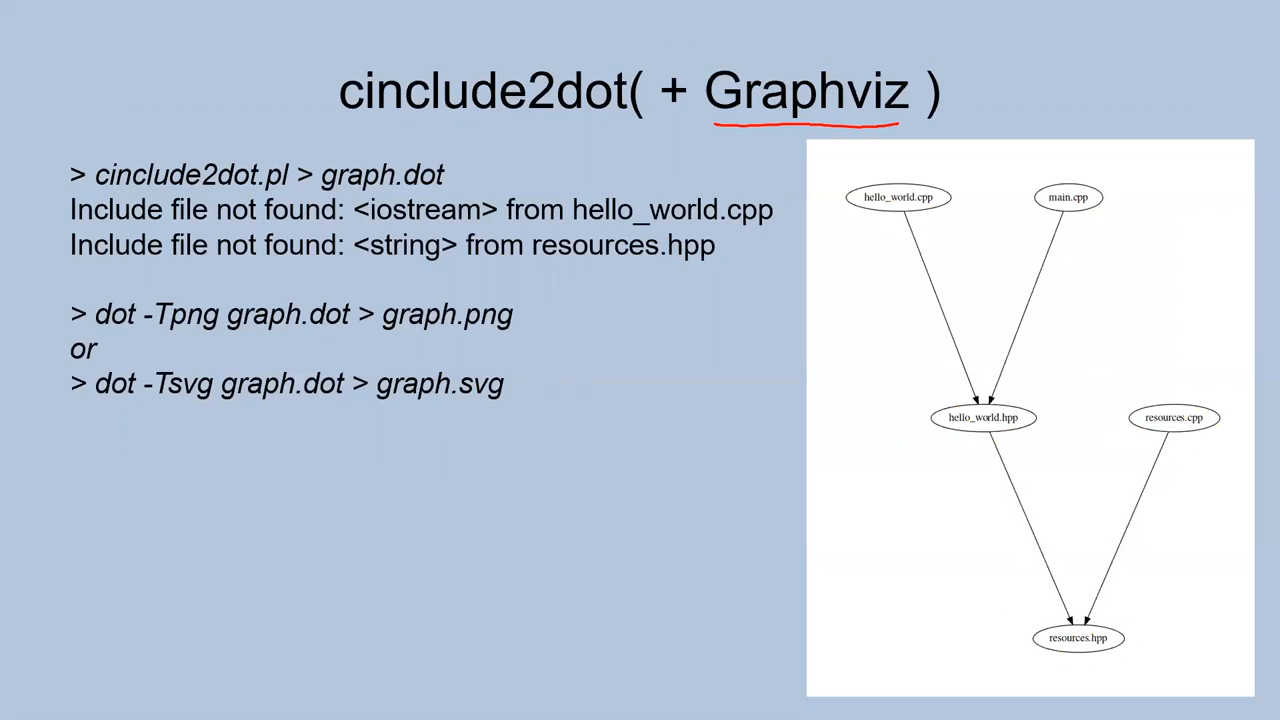 cinclude2dot( + Graphviz )
> cinclude2dot.pl > graph.dot
Include file not found: <iostream> from hello_world.cpp
Include file not found: <string> from resources.hpp
> dot -Tpng graph.dot > graph.png
or
> dot -Tsvg graph.dot > graph.svg
hello_world.cpp
main.cpp
hello_world.hpp
resources.cpp
resources.hpp